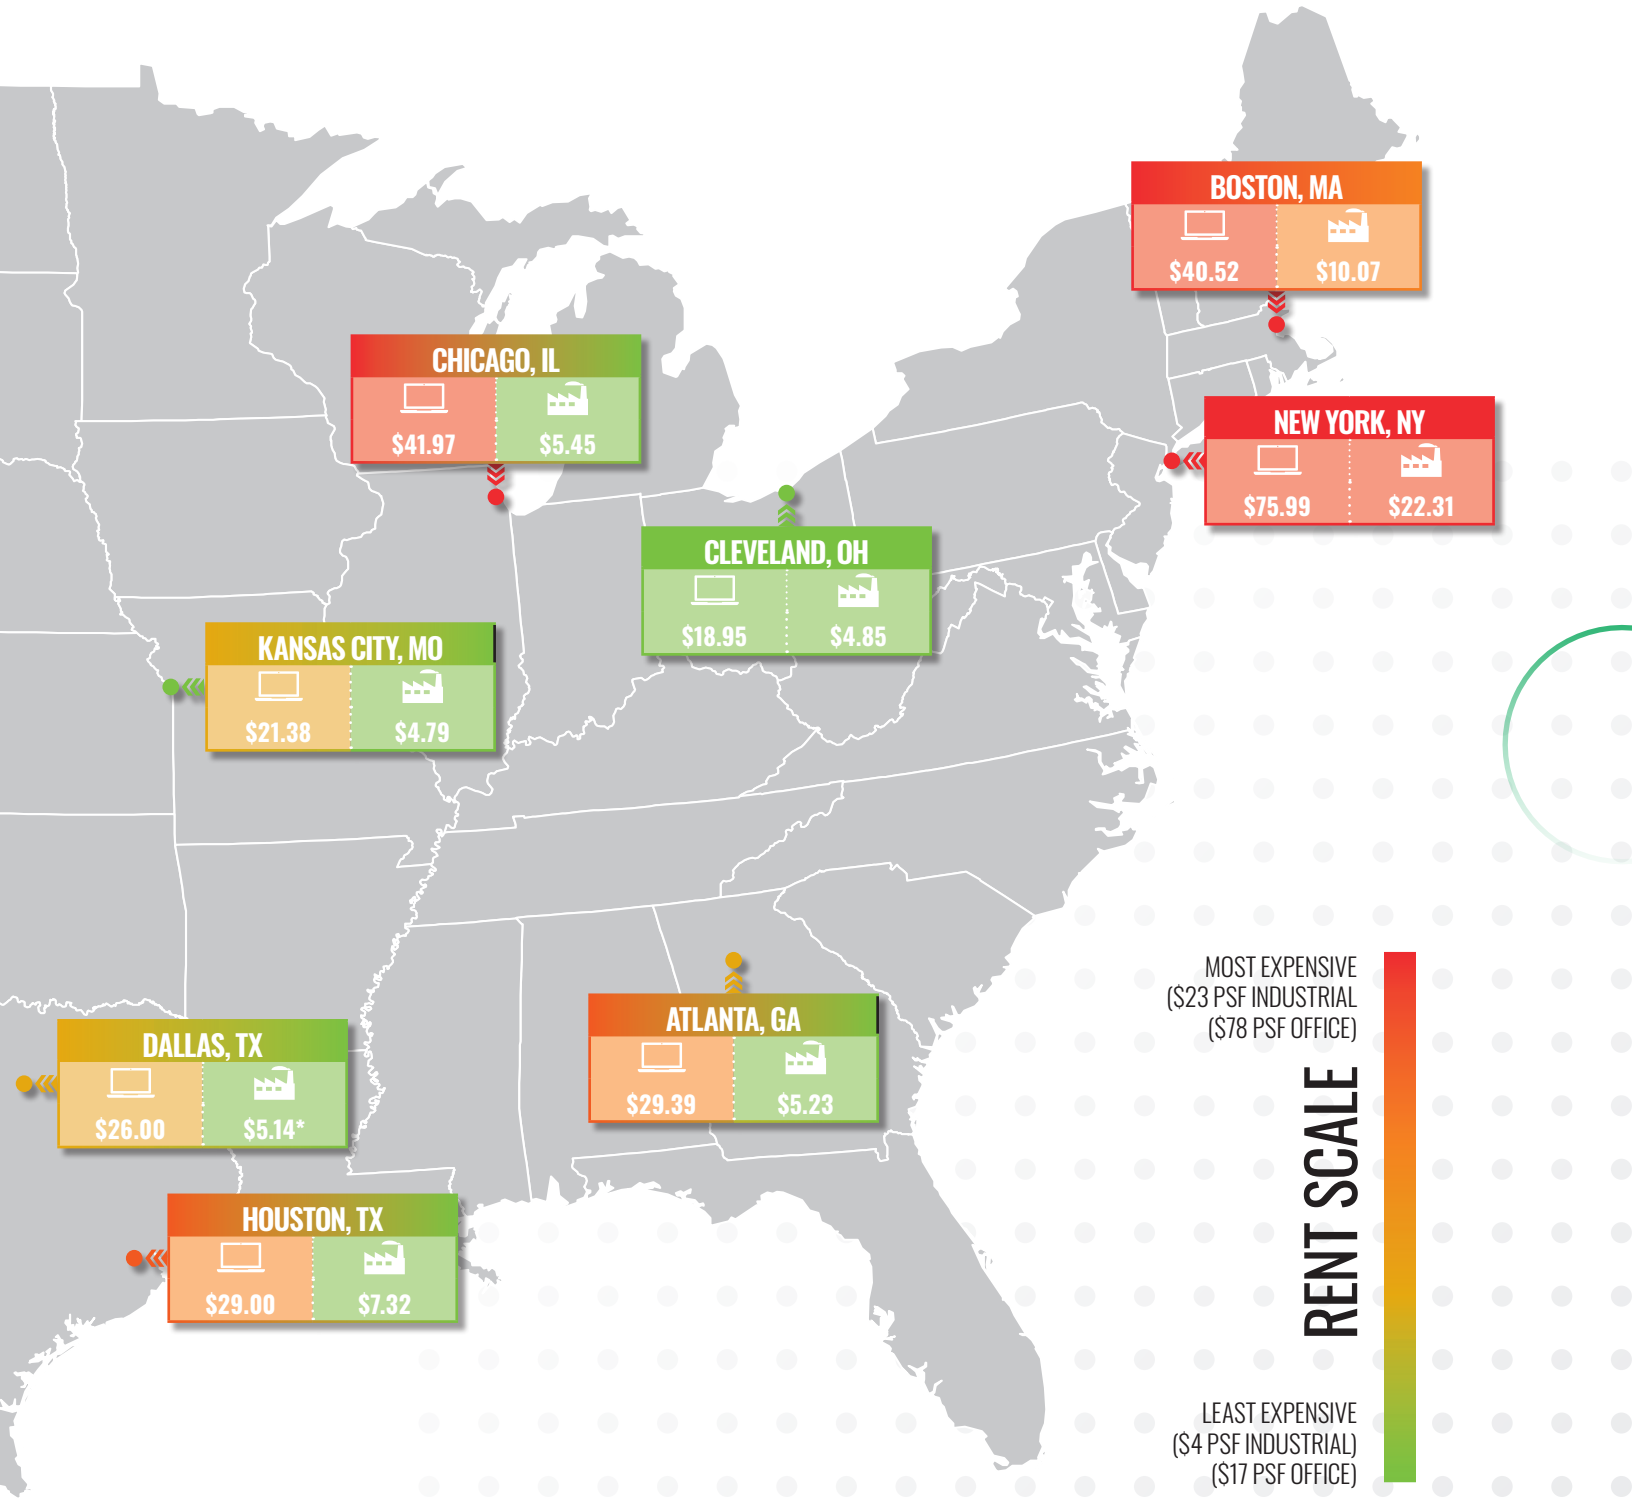 BOSTON, MA
$40.52 $10.07
CHICAGO, IL
$41.97 $5.45
NEW YORK, NY
$75.99 $22.31
CLEVELAND, OH
$18.95 $4.85
KANSAS CITY, MO
$21.38 $4.79
ATLANTA, GA
$29.39 $5.23
DALLAS, TX
$26.00 $5.14*
HOUSTON, TX
$29.00 $7.32
MOST EXPENSIVE
($23 PSF INDUSTRIAL
($78 PSF OFFICE)
RENT SCALE
LEAST EXPENSIVE
($4 PSF INDUSTRIAL)
($17 PSF OFFICE)